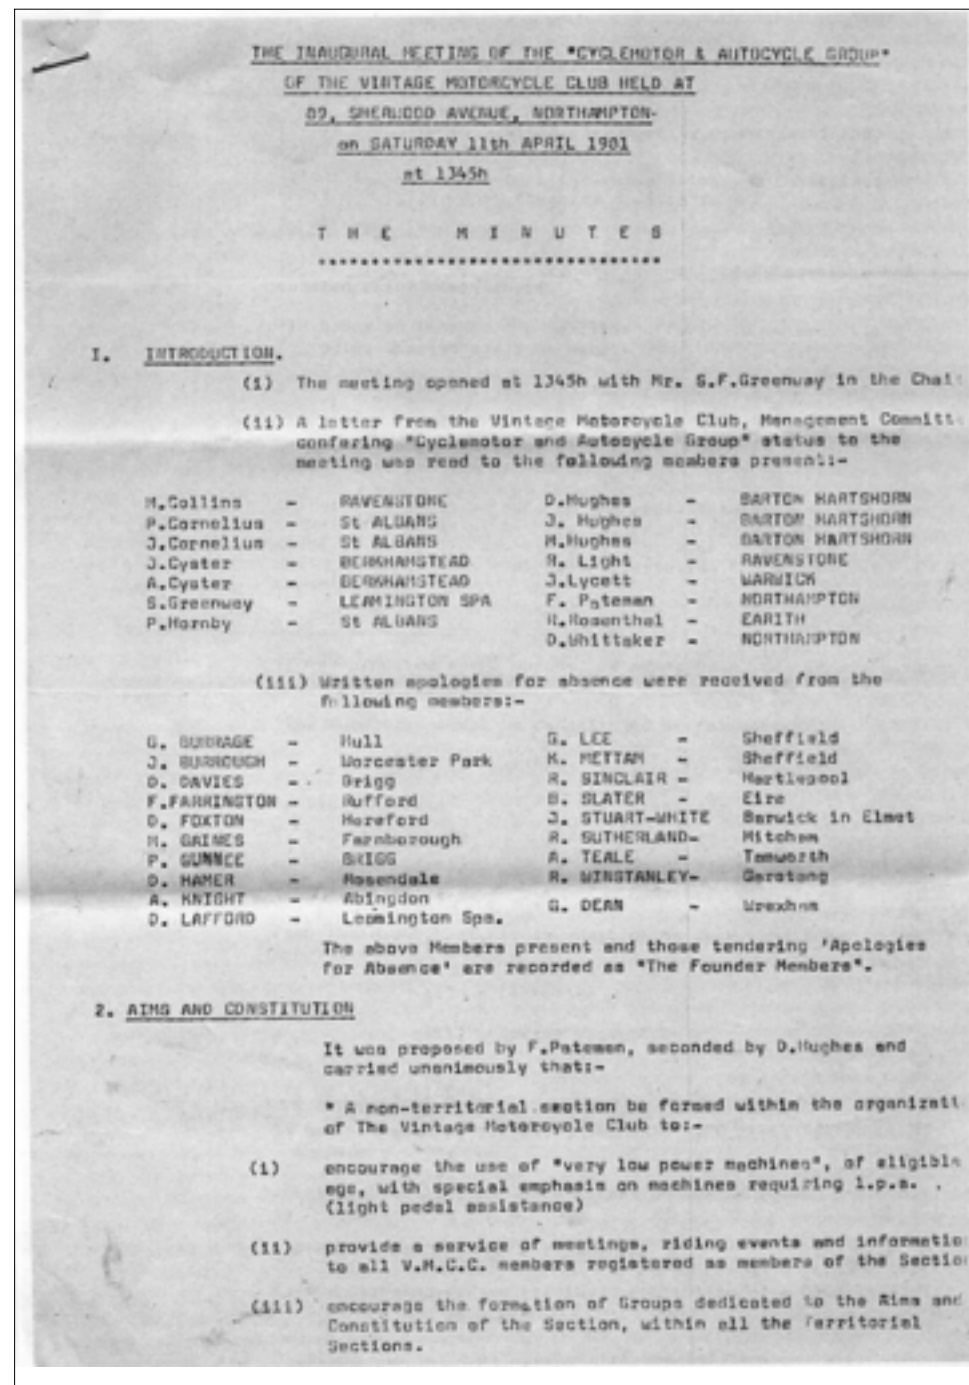 THE INAUGURAL MEETING OF THE "CYCLEMOTOR & AUTOCYCLE GROUP"
OF THE VINTAGE MOTORCYCLE CLUB HELD AT
89, SHERWOOD AVENUE, NORTHAMPTON-
on SATURDAY 11th APRIL 1981
at 1345h
T H E M I N U T E S
********************************
I. INTRODUCTION.
(i) The meeting opened at 1345h with Mr. S.F.Greenway in the Chai
(ii) A letter from the Vintage Motorcycle Club, Management Committ
confering "Cyclemotor and Autocycle Group" status to the
meeting was read to the following members present:-
M.Collins - RAVENSTONE D.Hughes - BARTON HARTSHORN
P.Cornelius - St ALBANS J. Hughes - BARTON HARTSHORN
J.Cornelius - St ALBANS M.Hughes - BARTON HARTSHORN
J.Cyster - BERKHAMSTEAD R. Light - RAVENSTONE
A.Cyster - BERKHAMSTEAD J.Lycett - WARWICK
S.Greenway - LEAMINGTON SPA F. Pateman - NORTHAMPTON
P.Hornby - St ALBANS R.Rosenthal - EARITH
D.Whittaker - NORTHAMPTON
(iii) Written apologies for absence were received from the
following members:-
G. BURRAGE - Hull G. LEE - Sheffield
J. BURROUGH - Worcester Park K. METTAM - Sheffield
D. DAVIES - Brigg R. SINCLAIR - Hartlepool
F.FARRINGTON - Rufford B. SLATER - Eire
D. FOXTON - Hereford J. STUART-WHITE Barwick in Elmet
M. GAINES - Farnborough R. SUTHERLAND- Mitcham
P. GUNNEE - BRIGG A. TEALE - Tamworth
D. HAMER - Rosendale R. WINSTANLEY- Garstang
A. KNIGHT - Abingdon G. DEAN - Wrexham
D. LAFFORD - Leamington Spa.
The above Members present and those tendering 'Apologies
for Absence' are recorded as "The Founder Members".
2. AIMS AND CONSTITUTION
It was proposed by F.Pateman, seconded by D.Hughes and
carried unanimously that:-
" A non-territorial section be formed within the organizati
of The Vintage Motorcycle Club to:-
(i) encourage the use of "very low power machines", of eligible
age, with special emphasis on machines requiring l.p.a. .
(light pedal assistance)
(ii) provide a service of meetings, riding events and informatio
to all V.M.C.C. members registered as members of the Section
(iii) encourage the formation of Groups dedicated to the Aims and
Constitution of the Section, within all the Territorial
Sections.